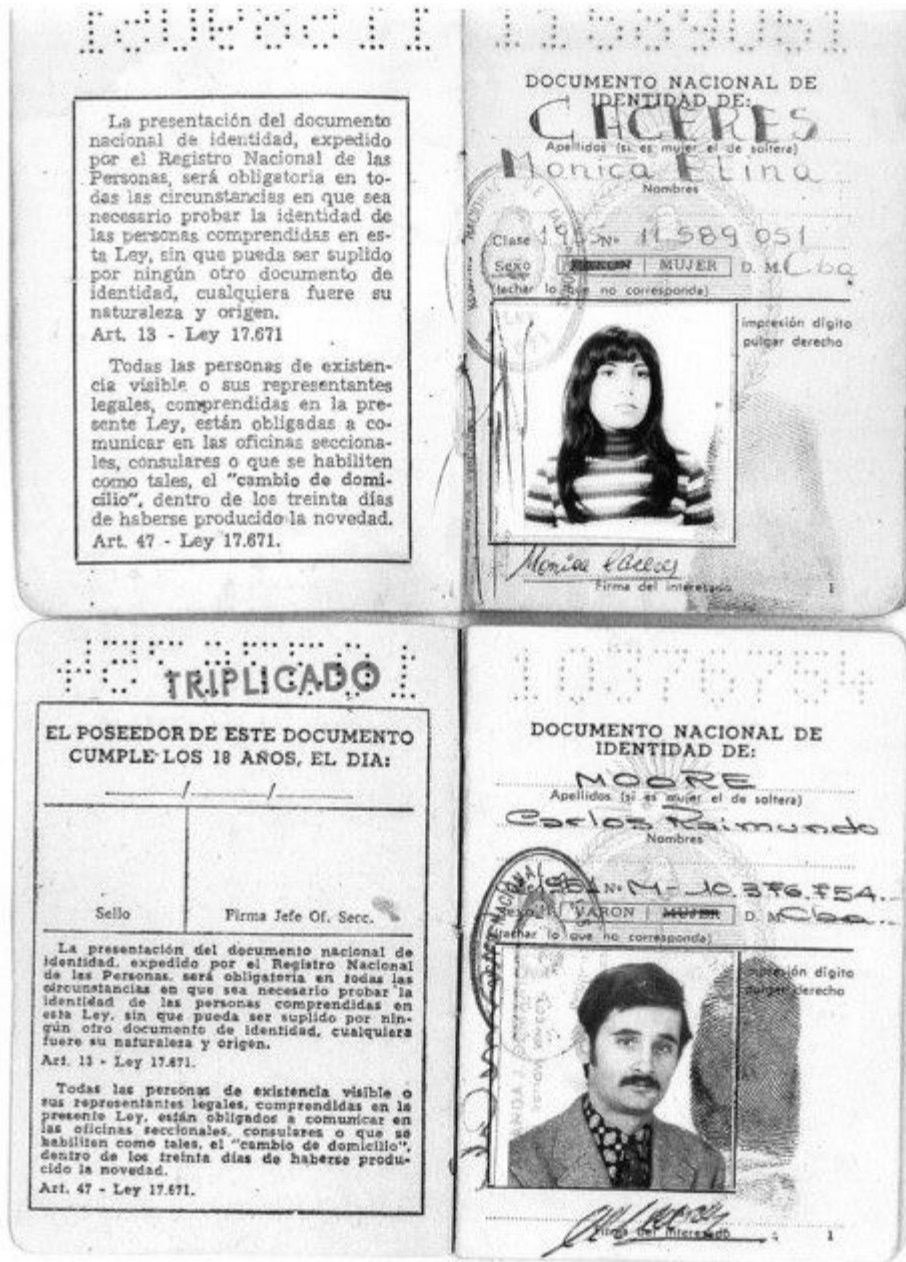 La presentación del documento
nacional de identidad, expedido
por el Registro Nacional de las
Personas, será obligatoria en to-
das las circunstancias en que sea
necesario probar la identidad de
las personas comprendidas en es-
ta Ley, sin que pueda ser suplido
por ningún otro documento de
identidad, cualquiera fuere su
naturaleza y origen.
Art. 13 - Ley 17.671
Todas las personas de existen-
cia visible o sus representantes
legales, comprendidas en la pre-
sente Ley, están obligadas a co-
municar en las oficinas secciona-
les, consulares o que se habiliten
como tales, el "cambio de domi-
cilio", dentro de los treinta días
de haberse producido la novedad.
Art. 47 - Ley 17.671.
DOCUMENTO NACIONAL DE
IDENTIDAD DE:
CACERES
Apellidos (si es mujer el de soltera)
Monica Elina
Nombres
Clase 1955 Nº 11.589 051
Sexo VARON MUJER D. M. Cba
(tachar lo que no corresponda)
impresión dígito
pulgar derecho
Monica Caceres
Firma del interesado
1
TRIPLICADO
EL POSEEDOR DE ESTE DOCUMENTO
CUMPLE LOS 18 AÑOS, EL DIA:
Sello Firma Jefe Of. Secc.
La presentación del documento nacional de
identidad, expedido por el Registro Nacional
de las Personas, será obligatoria en todas las
circunstancias en que sea necesario probar la
identidad de las personas comprendidas en
esta Ley, sin que pueda ser suplido por nin-
gún otro documento de identidad, cualquiera
fuere su naturaleza y origen.
Art. 13 - Ley 17.671.
Todas las personas de existencia visible o
sus representantes legales, comprendidas en la
presente Ley, están obligados a comunicar en
las oficinas seccionales, consulares o que se
habiliten como tales, el "cambio de domicilio",
dentro de los treinta días de haberse produ-
cido la novedad.
Art. 47 - Ley 17.671.
10376754
DOCUMENTO NACIONAL DE
IDENTIDAD DE:
MOORE
Apellidos (si es mujer el de soltera)
Carlos Raimundo
Nombres
Nº M- 10.376.754
Sexo VARON MUJER D. M. Cba
(tachar lo que no corresponda)
impresión dígito
pulgar derecho
Firma del interesado
1